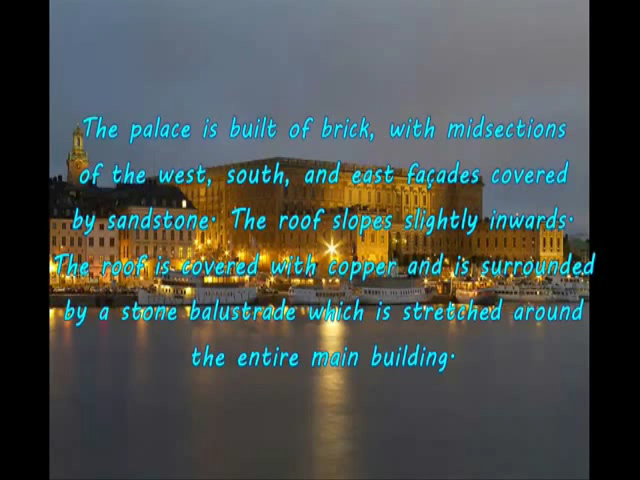 The palace is built of brick, with midsections
of the west, south, and east façades covered
by sandstone. The roof slopes slightly inwards.
The roof is covered with copper and is surrounded
by a stone balustrade which is stretched around
the entire main building.